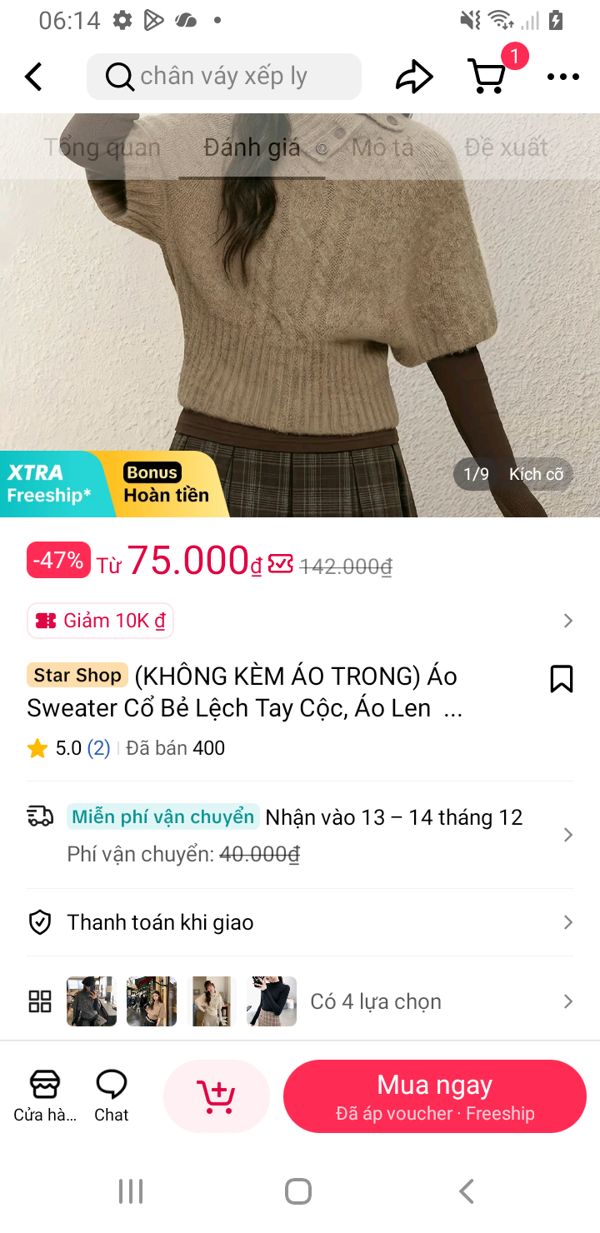 06:14
1
chân váy xếp ly
Tổng quan Đánh giá Mô tả Đề xuất
XTRA
Freeship*
Bonus
Hoàn tiền
1/9 Kích cỡ
-47% Từ 75.000₫ 142.000₫
Giảm 10K ₫
Star Shop (KHÔNG KÈM ÁO TRONG) Áo
Sweater Cổ Bẻ Lệch Tay Cộc, Áo Len ...
5.0 (2) Đã bán 400
Miễn phí vận chuyển Nhận vào 13 – 14 tháng 12
Phí vận chuyển: 40.000₫
Thanh toán khi giao
Có 4 lựa chọn
Cửa hà... Chat
Mua ngay
Đã áp voucher · Freeship